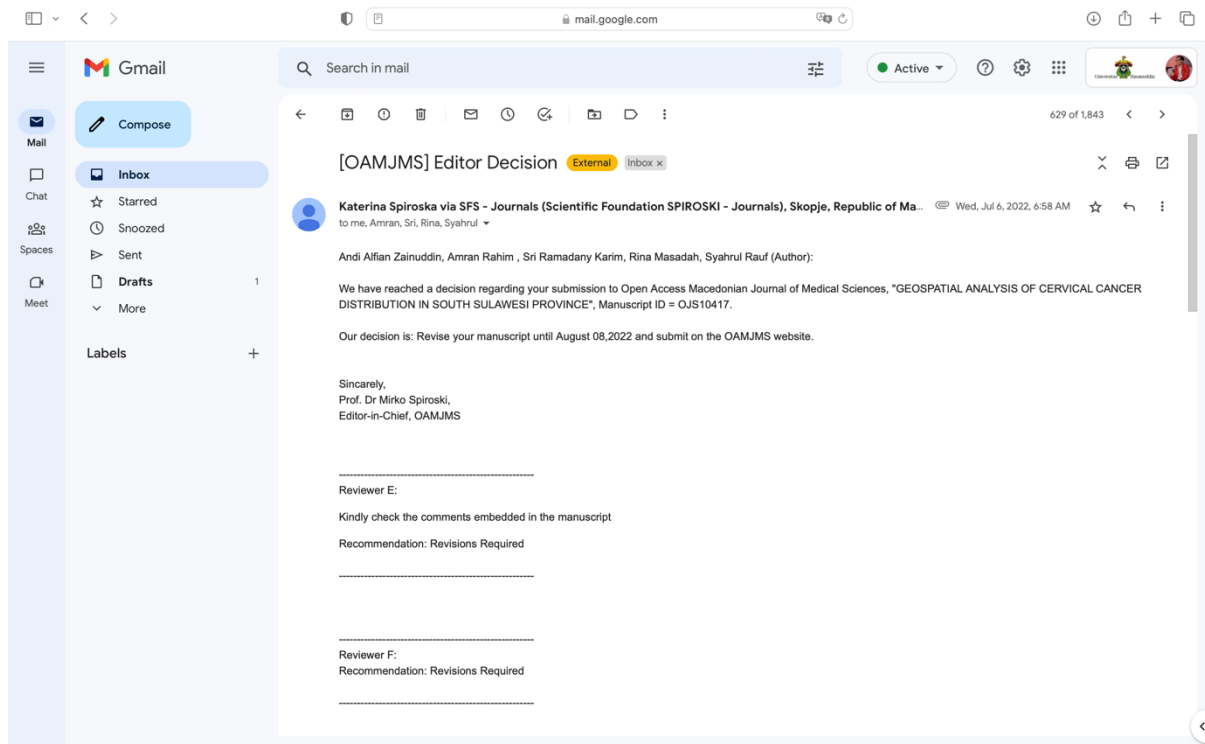 mail.google.com
Gmail
Search in mail
Active
Compose
629 of 1,843
Mail
Chat
Spaces
Meet
Inbox
Starred
Snoozed
Sent
Drafts 1
More
Labels
[OAMJMS] Editor Decision External Inbox x
Katerina Spiroska via SFS - Journals (Scientific Foundation SPIROSKI - Journals), Skopje, Republic of Ma... Wed, Jul 6, 2022, 6:58 AM
to me, Amran, Sri, Rina, Syahrul
Andi Alfian Zainuddin, Amran Rahim , Sri Ramadany Karim, Rina Masadah, Syahrul Rauf (Author):
We have reached a decision regarding your submission to Open Access Macedonian Journal of Medical Sciences, "GEOSPATIAL ANALYSIS OF CERVICAL CANCER
DISTRIBUTION IN SOUTH SULAWESI PROVINCE", Manuscript ID = OJS10417.
Our decision is: Revise your manuscript until August 08,2022 and submit on the OAMJMS website.
Sincerely,
Prof. Dr Mirko Spiroski,
Editor-in-Chief, OAMJMS
------------------------------------------------------
Reviewer E:
Kindly check the comments embedded in the manuscript
Recommendation: Revisions Required
------------------------------------------------------
------------------------------------------------------
Reviewer F:
Recommendation: Revisions Required
------------------------------------------------------